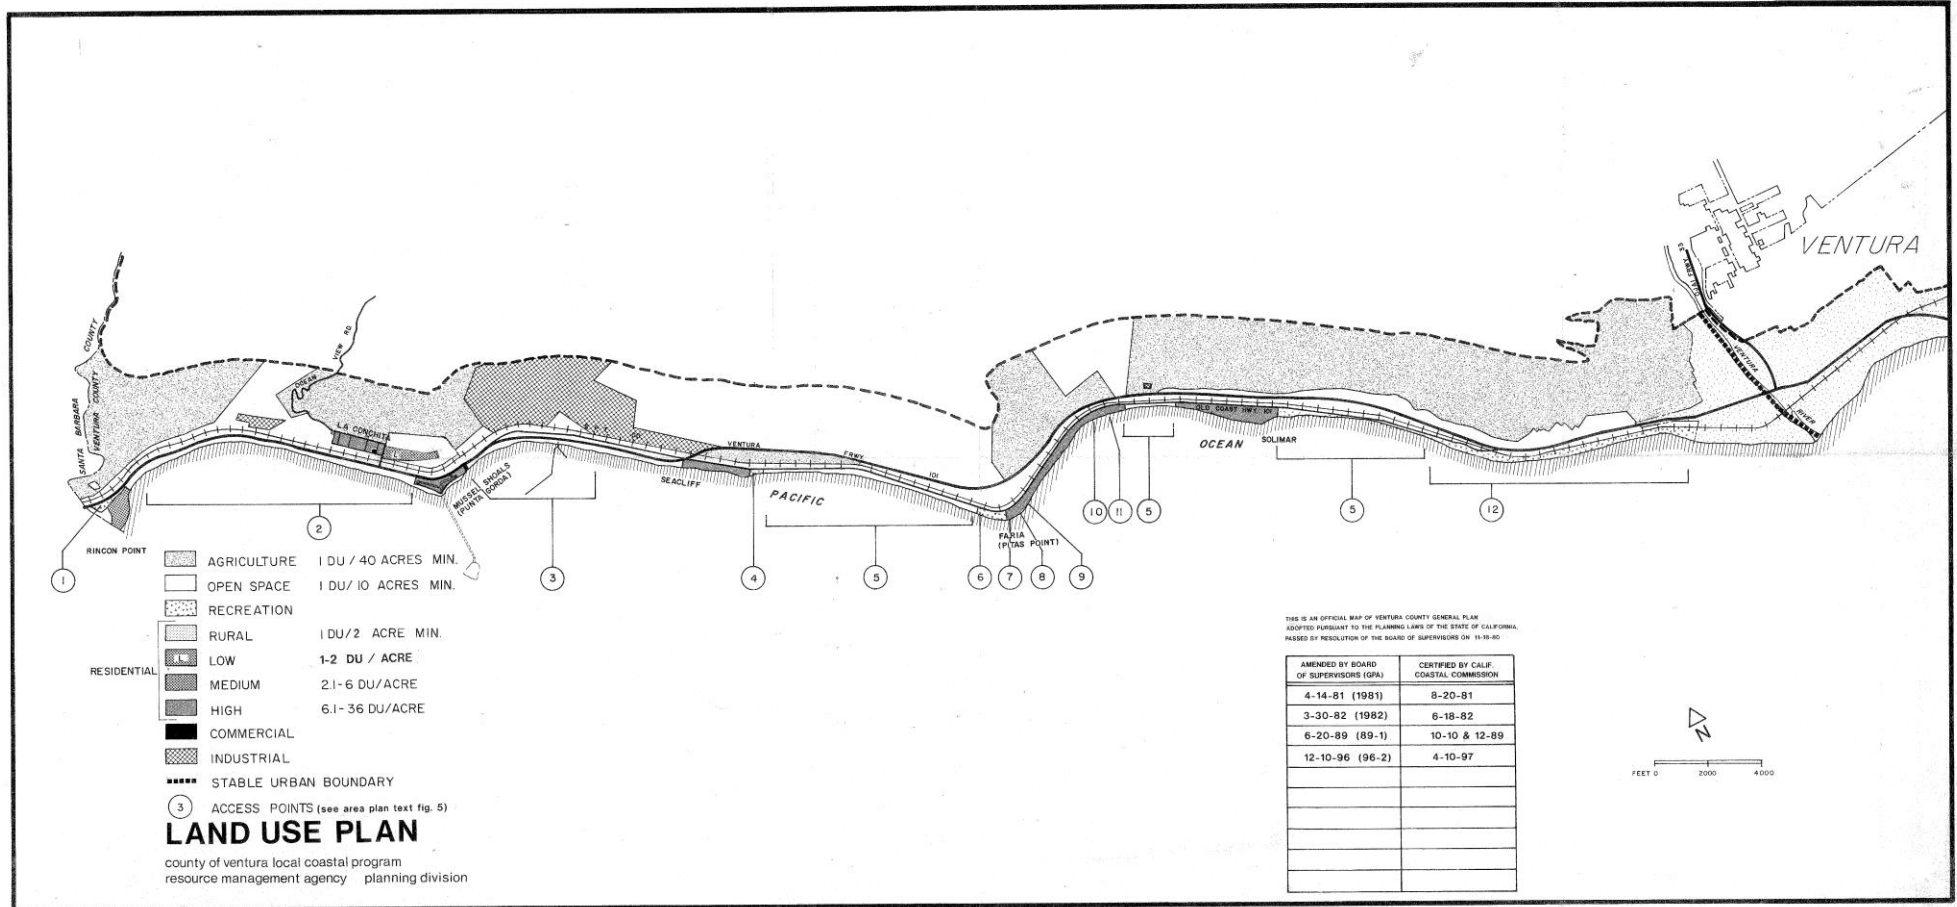 VENTURA
DIAL FRWY. 33
COUNTY
VIEW RD
OCEAN
VENTURA
SANTA BARBARA
VENTURA COUNTY
LA CONCHITA
L
S. P. T. CO.
VENTURA FRWY. 101
OLD COAST HWY. 101
RIVER
OCEAN
SOLIMAR
MUSSEL SHOALS
(PUNTA GORDA)
SEACLIFF
PACIFIC
FARIA
(PITAS POINT)
RINCON POINT
10
11
5
5
12
2
1
3
4
5
6
7
8
9
AGRICULTURE 1 DU / 40 ACRES MIN.
OPEN SPACE 1 DU/ 10 ACRES MIN.
RECREATION
RESIDENTIAL
RURAL 1 DU/2 ACRE MIN.
L LOW 1-2 DU / ACRE
MEDIUM 2.1-6 DU/ACRE
HIGH 6.1-36 DU/ACRE
COMMERCIAL
INDUSTRIAL
STABLE URBAN BOUNDARY
3 ACCESS POINTS (see area plan text fig. 5)
LAND USE PLAN
county of ventura local coastal program
resource management agency planning division
THIS IS AN OFFICIAL MAP OF VENTURA COUNTY GENERAL PLAN
ADOPTED PURSUANT TO THE PLANNING LAWS OF THE STATE OF CALIFORNIA.
PASSED BY RESOLUTION OF THE BOARD OF SUPERVISORS ON 11-18-80
AMENDED BY BOARD OF SUPERVISORS (GPA) CERTIFIED BY CALIF. COASTAL COMMISSION
4-14-81 (1981) 8-20-81
3-30-82 (1982) 6-18-82
6-20-89 (89-1) 10-10 & 12-89
12-10-96 (96-2) 4-10-97
N
FEET 0 2000 4000